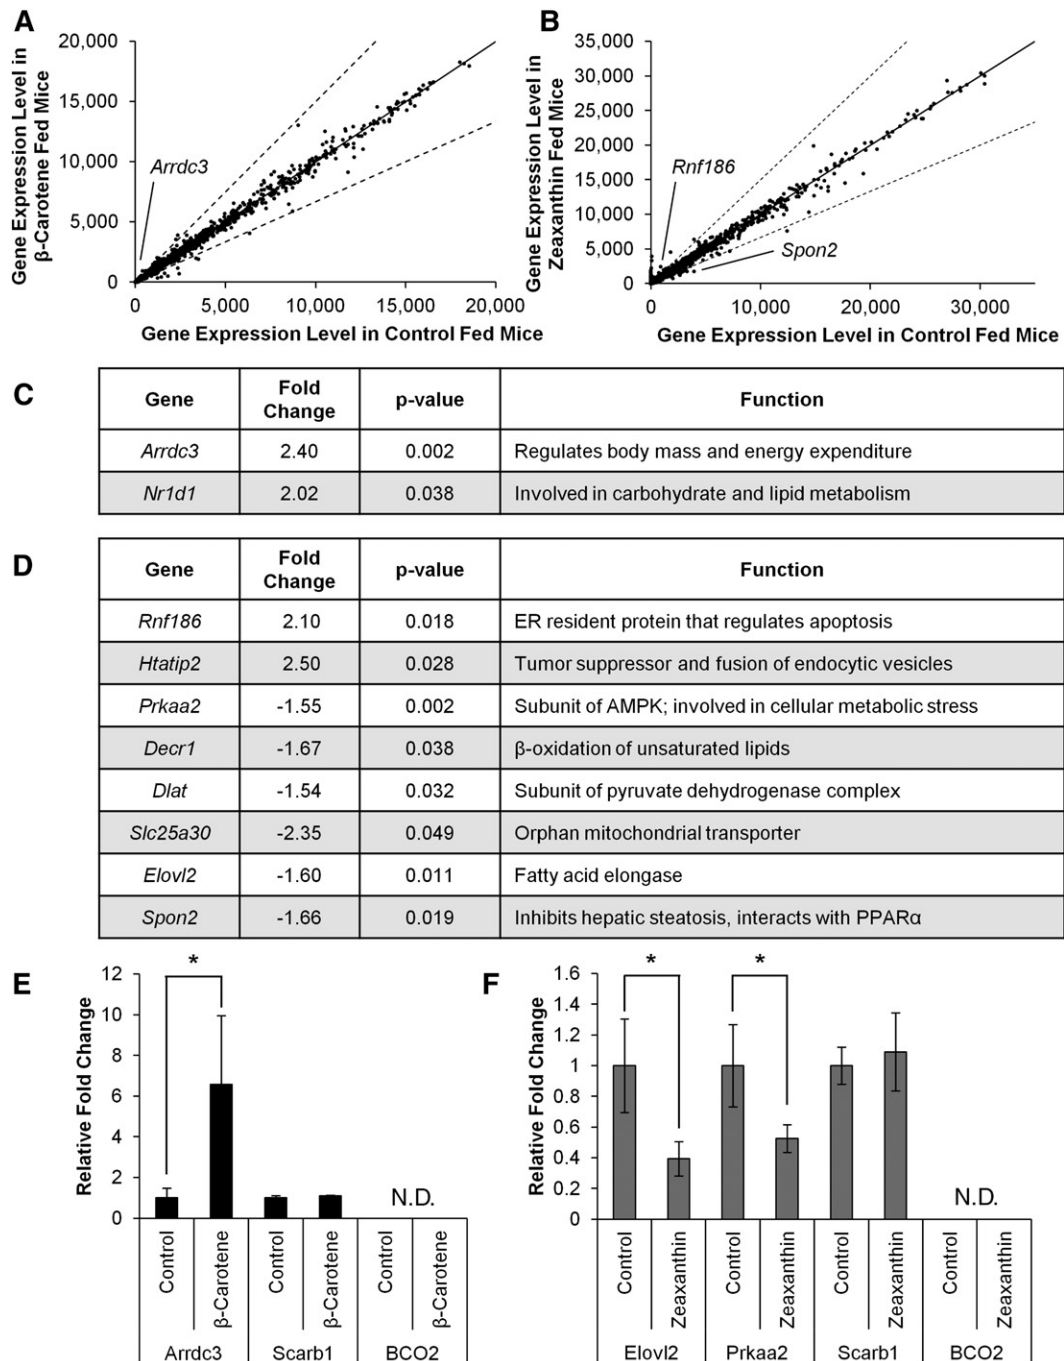 A
B
Gene Expression Level in
β-Carotene Fed Mice
20,000
15,000
10,000
5,000
0
Arrdc3
0 5,000 10,000 15,000 20,000
Gene Expression Level in Control Fed Mice
Gene Expression Level in
Zeaxanthin Fed Mice
35,000
30,000
25,000
20,000
15,000
10,000
5,000
0
Rnf186
Spon2
0 10,000 20,000 30,000
Gene Expression Level in Control Fed Mice
C
Gene Fold Change p-value Function
Arrdc3 2.40 0.002 Regulates body mass and energy expenditure
Nr1d1 2.02 0.038 Involved in carbohydrate and lipid metabolism
D
Gene Fold Change p-value Function
Rnf186 2.10 0.018 ER resident protein that regulates apoptosis
Htatip2 2.50 0.028 Tumor suppressor and fusion of endocytic vesicles
Prkaa2 -1.55 0.002 Subunit of AMPK; involved in cellular metabolic stress
Decr1 -1.67 0.038 β-oxidation of unsaturated lipids
Dlat -1.54 0.032 Subunit of pyruvate dehydrogenase complex
Slc25a30 -2.35 0.049 Orphan mitochondrial transporter
Elovl2 -1.60 0.011 Fatty acid elongase
Spon2 -1.66 0.019 Inhibits hepatic steatosis, interacts with PPARα
E
Relative Fold Change
12
10
8
6
4
2
0
*
N.D.
Control β-Carotene Control β-Carotene Control β-Carotene
Arrdc3 Scarb1 BCO2
F
Relative Fold Change
1.6
1.4
1.2
1
0.8
0.6
0.4
0.2
0
* *
N.D.
Control Zeaxanthin Control Zeaxanthin Control Zeaxanthin Control Zeaxanthin
Elovl2 Prkaa2 Scarb1 BCO2